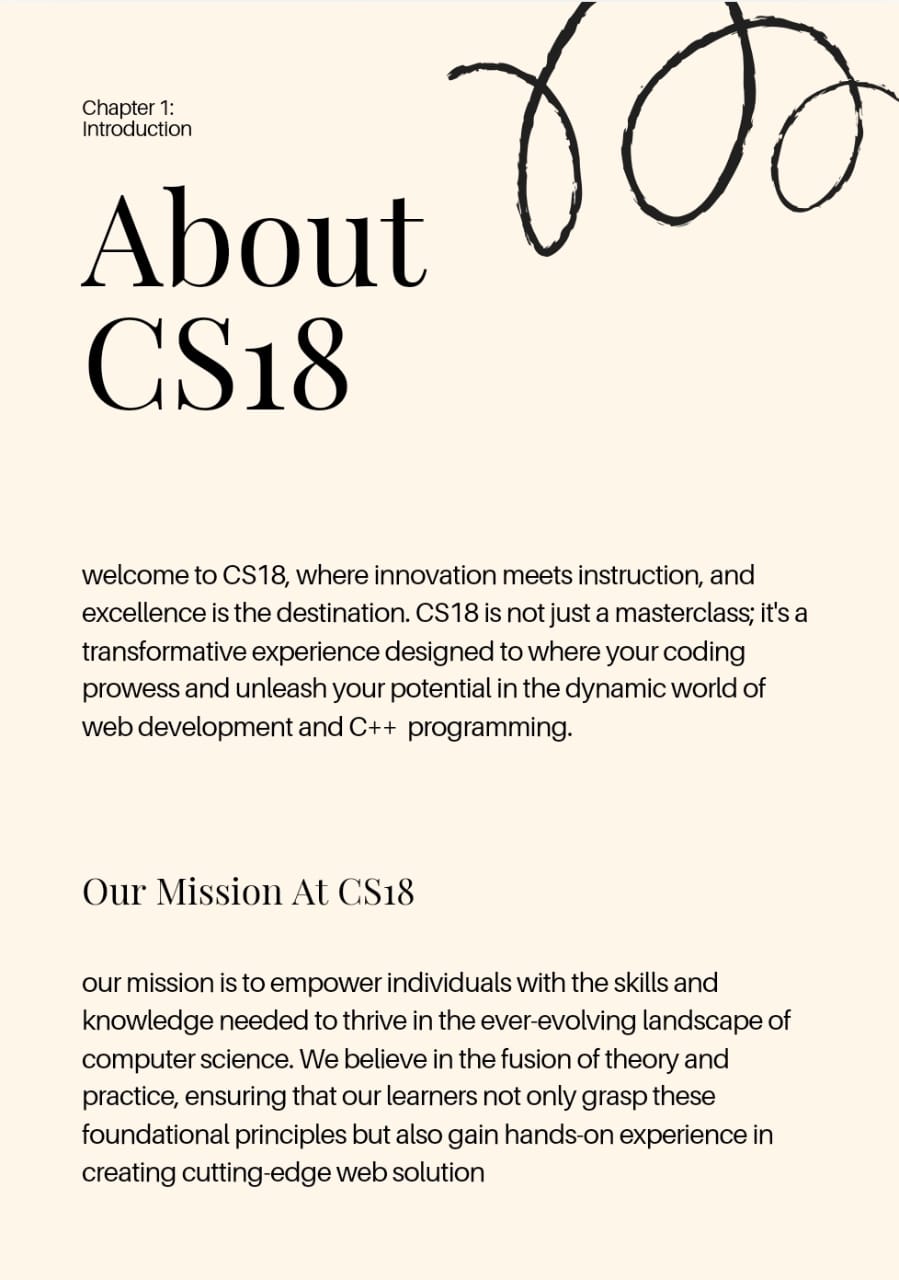 Chapter 1:
Introduction
About
CS18
welcome to CS18, where innovation meets instruction, and
excellence is the destination. CS18 is not just a masterclass; it's a
transformative experience designed to where your coding
prowess and unleash your potential in the dynamic world of
web development and C++  programming.
Our Mission At CS18
our mission is to empower individuals with the skills and
knowledge needed to thrive in the ever-evolving landscape of
computer science. We believe in the fusion of theory and
practice, ensuring that our learners not only grasp these
foundational principles but also gain hands-on experience in
creating cutting-edge web solution